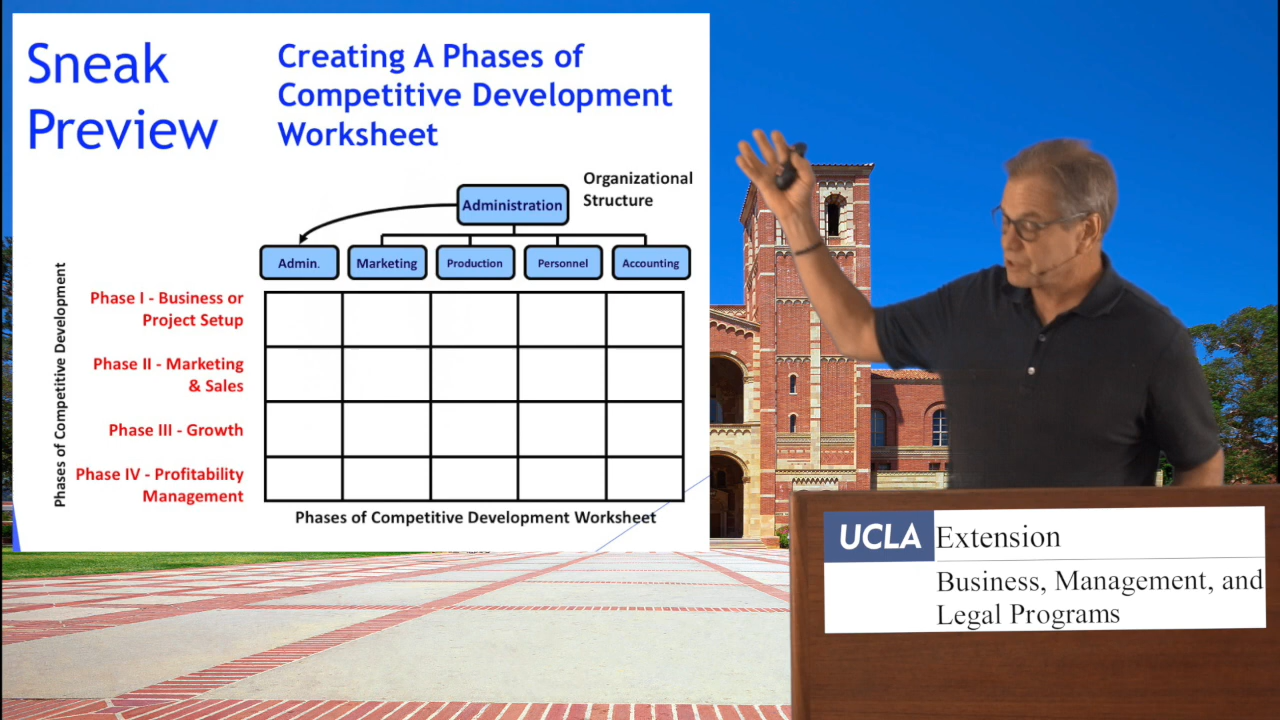 Sneak
Preview
Creating A Phases of
Competitive Development
Worksheet
Organizational
Structure
Administration
Admin.
Marketing
Production
Personnel
Accounting
Phases of Competitive Development
Phase I - Business or
Project Setup
Phase II - Marketing
& Sales
Phase III - Growth
Phase IV - Profitability
Management
Phases of Competitive Development Worksheet
UCLA Extension
Business, Management, and
Legal Programs